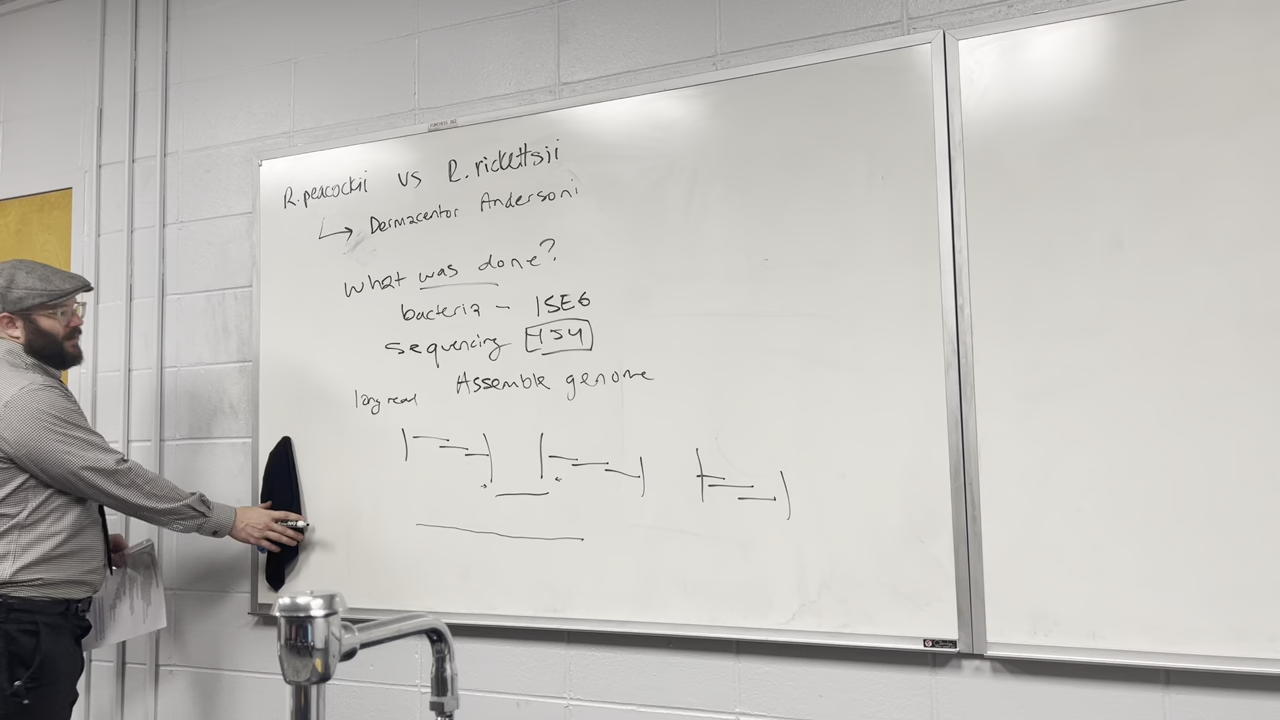 R.peacockii vs R.rickettsii
↳ Dermacentor Andersoni
What was done?
bacteria - ISE6
sequencing 454
Assemble genome
long read